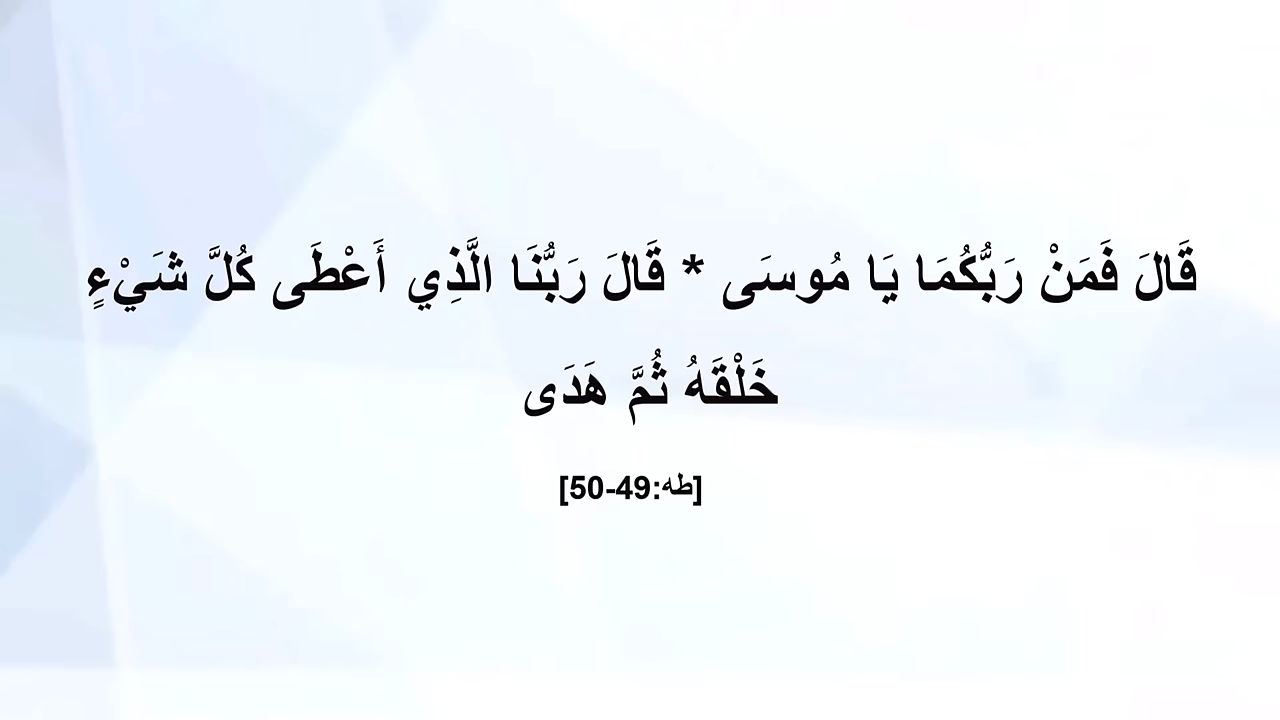 قَالَ فَمَنْ رَبُّكُمَا يَا مُوسَى * قَالَ رَبُّنَا الَّذِي أَعْطَى كُلَّ شَيْءٍ
خَلْقَهُ ثُمَّ هَدَى
[طه:49-50]